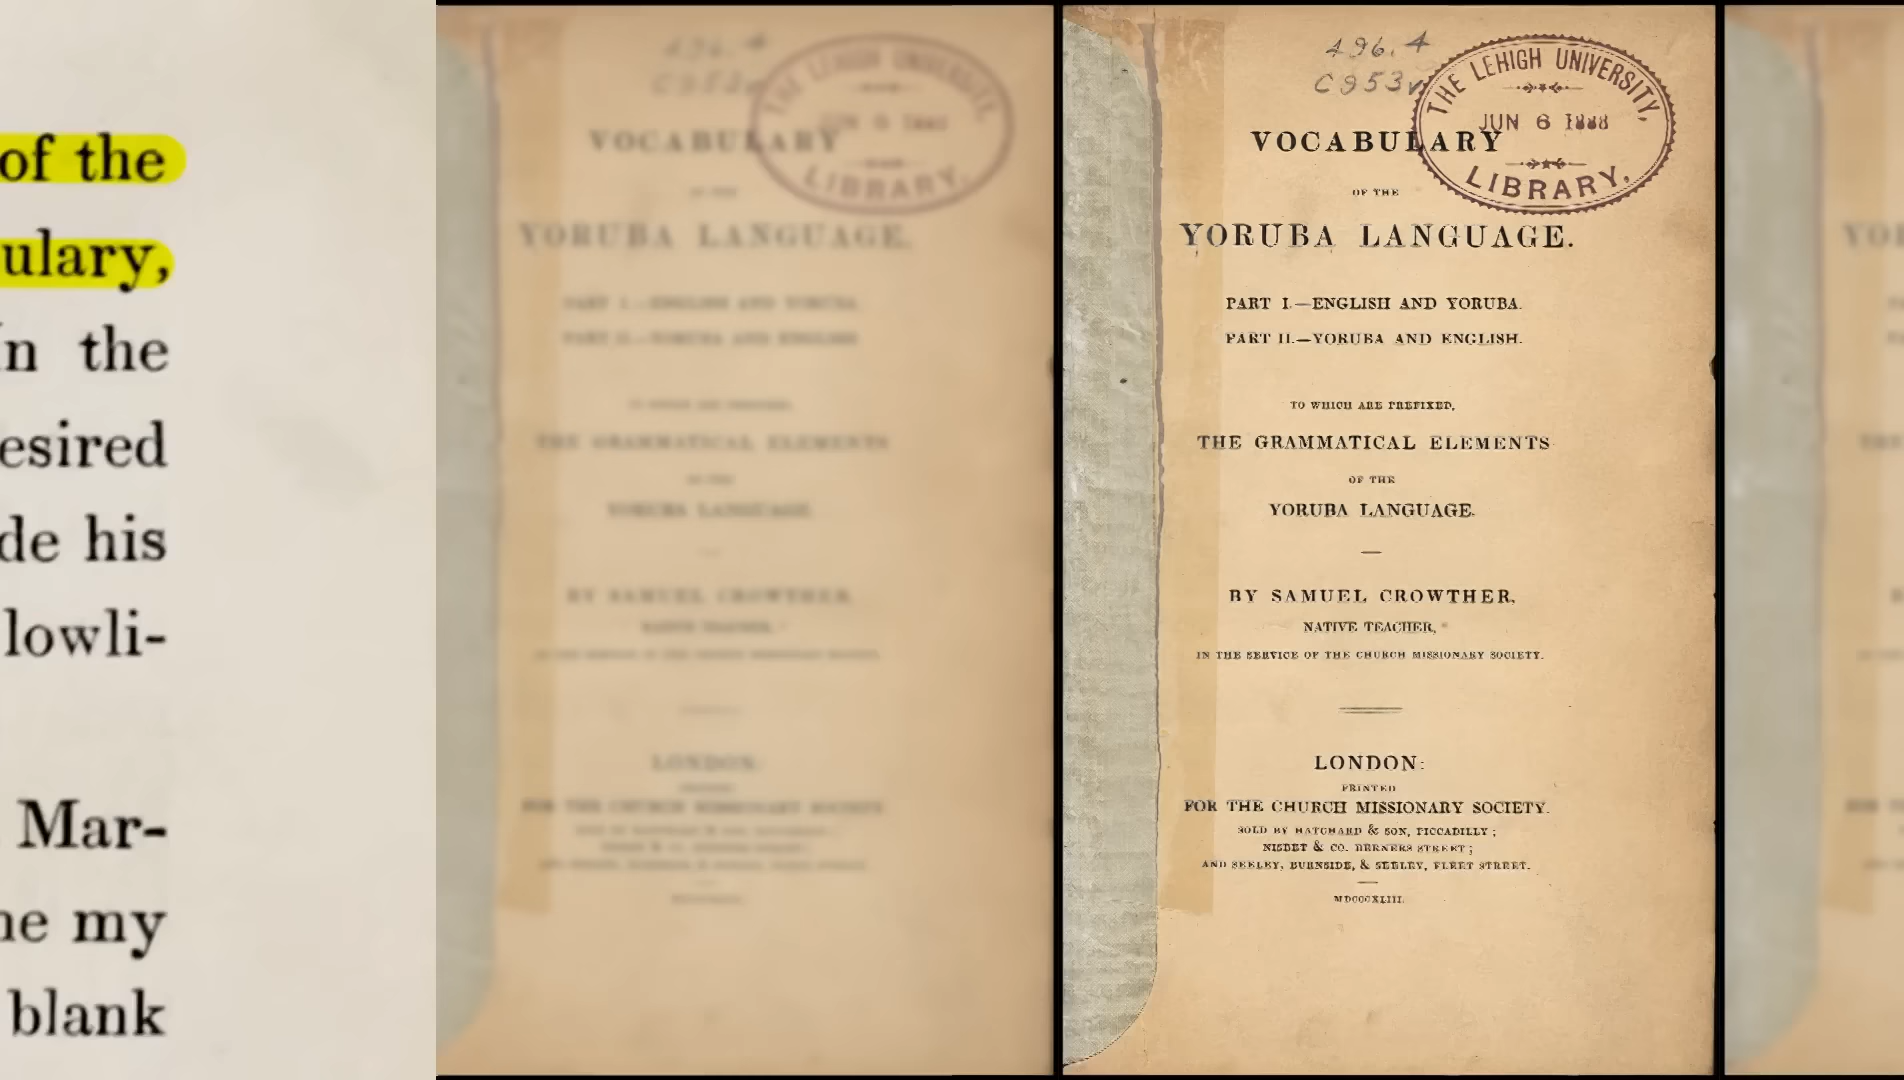 of the
ulary,
n the
esired
de his
lowli-
Mar-
ne my
blank
496.4
C953v
THE LEHIGH UNIVERSITY,
JUN 6 1888
LIBRARY.
VOCABULARY
OF THE
YORUBA LANGUAGE.
PART I.—ENGLISH AND YORUBA.
PART II.—YORUBA AND ENGLISH.
TO WHICH ARE PREFIXED,
THE GRAMMATICAL ELEMENTS
OF THE
YORUBA LANGUAGE.
BY SAMUEL CROWTHER,
NATIVE TEACHER,
IN THE SERVICE OF THE CHURCH MISSIONARY SOCIETY.
LONDON:
PRINTED
FOR THE CHURCH MISSIONARY SOCIETY.
SOLD BY HATCHARD & SON, PICCADILLY;
NISBET & CO. BERNERS STREET;
AND SEELEY, BURNSIDE, & SEELEY, FLEET STREET.
MDCCCXLIII.